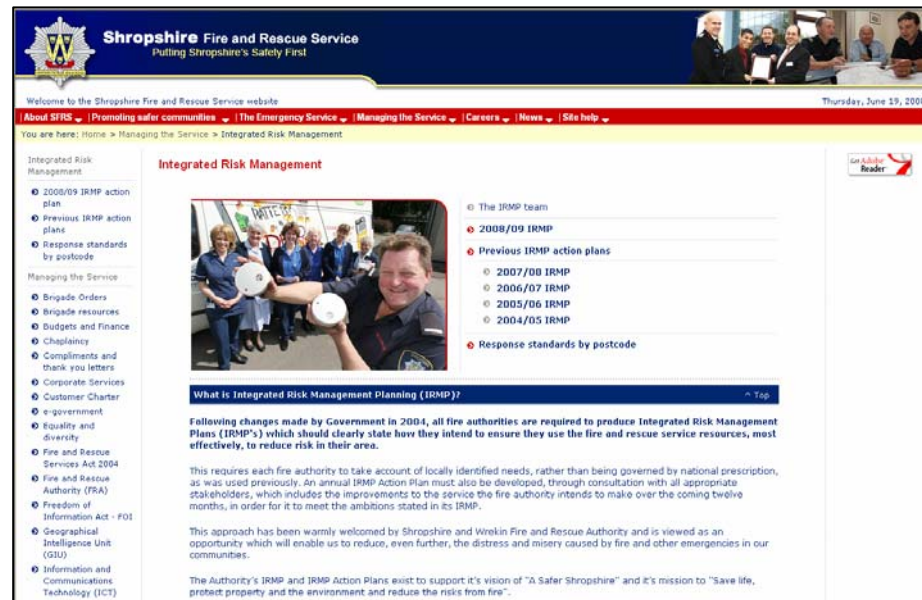 Shropshire Fire and Rescue Service
Putting Shropshire's Safety First
Welcome to the Shropshire Fire and Rescue Service website
Thursday, June 19, 200
|About SFRS |Promoting safer communities |The Emergency Service |Managing the Service |Careers |News |Site help
You are here: Home > Managing the Service > Integrated Risk Management
Integrated Risk
Management
2008/09 IRMP action
plan
Previous IRMP action
plans
Response standards
by postcode
Managing the Service
Brigade Orders
Brigade resources
Budgets and Finance
Chaplaincy
Compliments and
thank you letters
Corporate Services
Customer Charter
e-government
Equality and
diversity
Fire and Rescue
Services Act 2004
Fire and Rescue
Authority (FRA)
Freedom of
Information Act - FOI
Geographical
Intelligence Unit
(GIU)
Information and
Communications
Technology (ICT)
Integrated Risk Management
The IRMP team
2008/09 IRMP
Previous IRMP action plans
2007/08 IRMP
2006/07 IRMP
2005/06 IRMP
2004/05 IRMP
Response standards by postcode
What is Integrated Risk Management Planning (IRMP)?
^ Top
Following changes made by Government in 2004, all fire authorities are required to produce Integrated Risk Management
Plans (IRMP's) which should clearly state how they intend to ensure they use the fire and rescue service resources, most
effectively, to reduce risk in their area.
This requires each fire authority to take account of locally identified needs, rather than being governed by national prescription,
as was used previously. An annual IRMP Action Plan must also be developed, through consultation with all appropriate
stakeholders, which includes the improvements to the service the fire authority intends to make over the coming twelve
months, in order for it to meet the ambitions stated in its IRMP.
This approach has been warmly welcomed by Shropshire and Wrekin Fire and Rescue Authority and is viewed as an
opportunity which will enable us to reduce, even further, the distress and misery caused by fire and other emergencies in our
communities.
The Authority's IRMP and IRMP Action Plans exist to support it's vision of "A Safer Shropshire" and it's mission to "Save life,
protect property and the environment and reduce the risks from fire".
Get Adobe
Reader